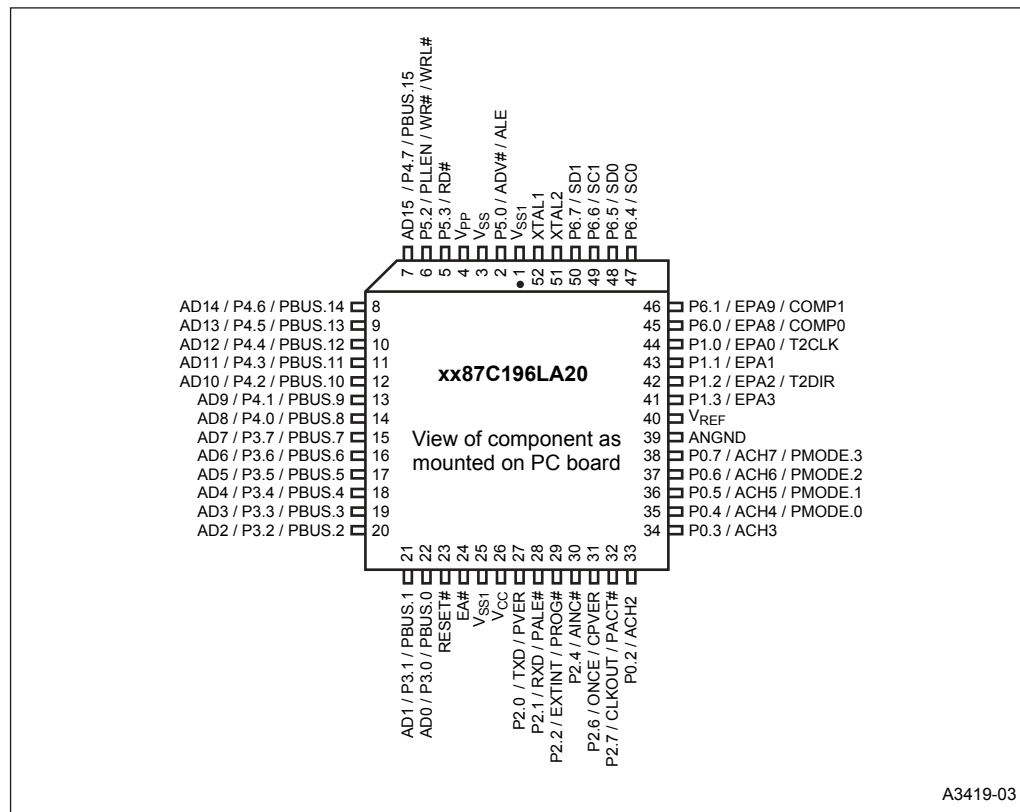 AD15 / P4.7 / PBUS.15
P5.2 / PLLEN / WR# / WRL#
P5.3 / RD#
VPP
VSS
P5.0 / ADV# / ALE
VSS1
XTAL1
XTAL2
P6.7 / SD1
P6.6 / SC1
P6.5 / SD0
P6.4 / SC0
7
6
5
4
3
2
1
52
51
50
49
48
47
AD14 / P4.6 / PBUS.14 8
AD13 / P4.5 / PBUS.13 9
AD12 / P4.4 / PBUS.12 10
AD11 / P4.3 / PBUS.11 11
AD10 / P4.2 / PBUS.10 12
AD9 / P4.1 / PBUS.9 13
AD8 / P4.0 / PBUS.8 14
AD7 / P3.7 / PBUS.7 15
AD6 / P3.6 / PBUS.6 16
AD5 / P3.5 / PBUS.5 17
AD4 / P3.4 / PBUS.4 18
AD3 / P3.3 / PBUS.3 19
AD2 / P3.2 / PBUS.2 20
xx87C196LA20
View of component as
mounted on PC board
46 P6.1 / EPA9 / COMP1
45 P6.0 / EPA8 / COMP0
44 P1.0 / EPA0 / T2CLK
43 P1.1 / EPA1
42 P1.2 / EPA2 / T2DIR
41 P1.3 / EPA3
40 VREF
39 ANGND
38 P0.7 / ACH7 / PMODE.3
37 P0.6 / ACH6 / PMODE.2
36 P0.5 / ACH5 / PMODE.1
35 P0.4 / ACH4 / PMODE.0
34 P0.3 / ACH3
21
22
23
24
25
26
27
28
29
30
31
32
33
AD1 / P3.1 / PBUS.1
AD0 / P3.0 / PBUS.0
RESET#
EA#
VSS1
VCC
P2.0 / TXD / PVER
P2.1 / RXD / PALE#
P2.2 / EXTINT / PROG#
P2.4 / AINC#
P2.6 / ONCE / CPVER
P2.7 / CLKOUT / PACT#
P0.2 / ACH2
A3419-03